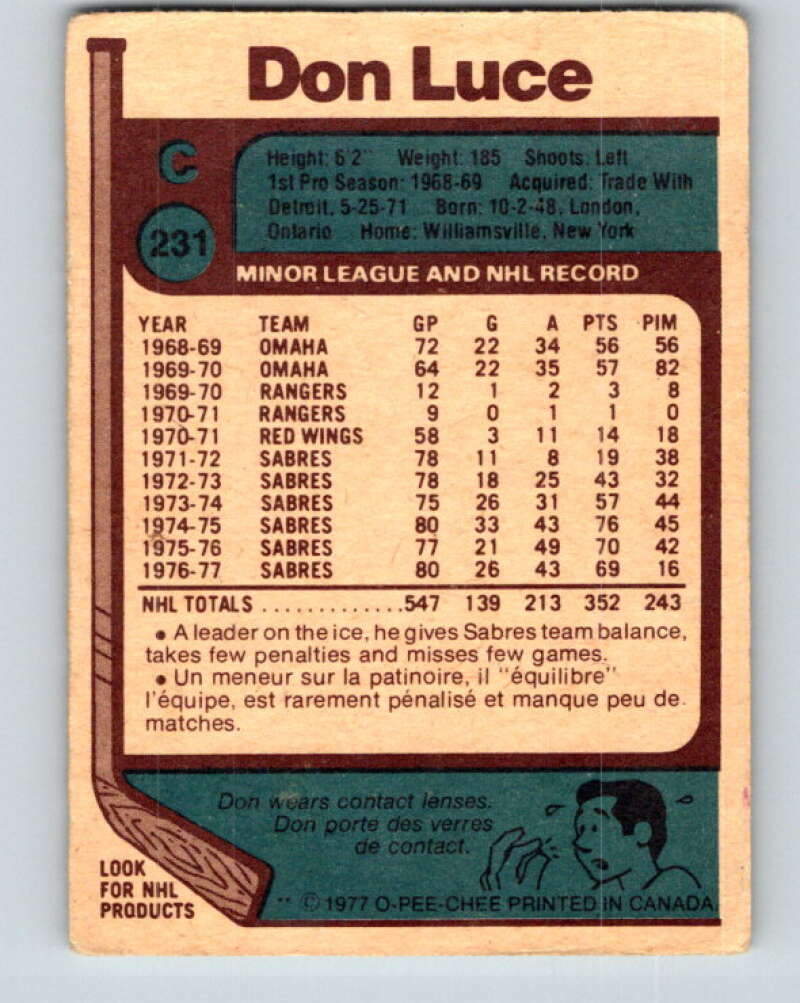 Don Luce
C
231
Height: 6'2" Weight: 185 Shoots: Left
1st Pro Season: 1968-69 Acquired: Trade With
Detroit, 5-25-71 Born: 10-2-48, London,
Ontario Home: Williamsville, New York
MINOR LEAGUE AND NHL RECORD
YEAR TEAM GP G A PTS PIM
1968-69 OMAHA 72 22 34 56 56
1969-70 OMAHA 64 22 35 57 82
1969-70 RANGERS 12 1 2 3 8
1970-71 RANGERS 9 0 1 1 0
1970-71 RED WINGS 58 3 11 14 18
1971-72 SABRES 78 11 8 19 38
1972-73 SABRES 78 18 25 43 32
1973-74 SABRES 75 26 31 57 44
1974-75 SABRES 80 33 43 76 45
1975-76 SABRES 77 21 49 70 42
1976-77 SABRES 80 26 43 69 16
NHL TOTALS ..............547 139 213 352 243
• A leader on the ice, he gives Sabres team balance,
takes few penalties and misses few games.
• Un meneur sur la patinoire, il "équilibre"
l'équipe, est rarement pénalisé et manque peu de
matches.
Don wears contact lenses.
Don porte des verres
de contact.
LOOK
FOR NHL
PRODUCTS
** © 1977 O-PEE-CHEE PRINTED IN CANADA.